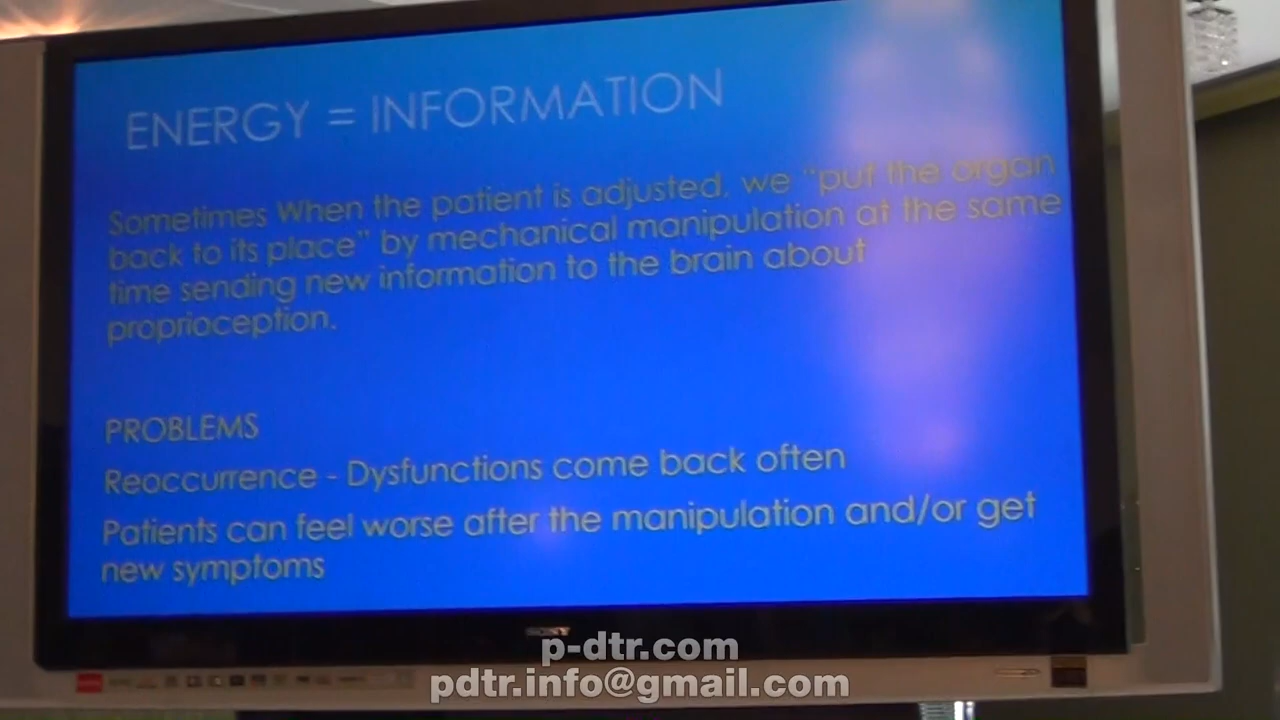 ENERGY = INFORMATION
Sometimes When the patient is adjusted, we "put the organ
back to its place" by mechanical manipulation at the same
time sending new information to the brain about
proprioception.
PROBLEMS
Reoccurrence - Dysfunctions come back often
Patients can feel worse after the manipulation and/or get
new symptoms
SONY
p-dtr.com
pdtr.info@gmail.com